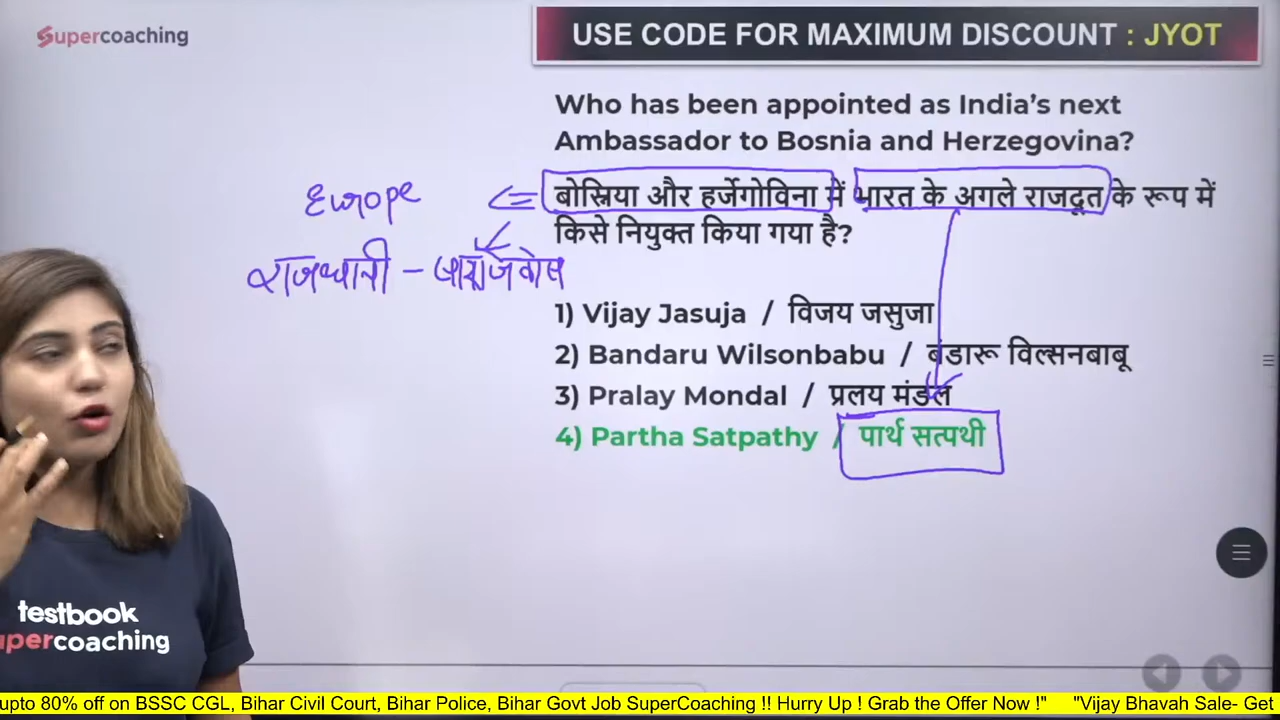 Supercoaching
USE CODE FOR MAXIMUM DISCOUNT : JYOT
Who has been appointed as India's next
Ambassador to Bosnia and Herzegovina?
Europe
बोस्निया और हर्जेगोविना में भारत के अगले राजदूत के रूप में
किसे नियुक्त किया गया है?
राजधानी -
1) Vijay Jasuja / विजय जसुजा
2) Bandaru Wilsonbabu / बंडारू विल्सनबाबू
3) Pralay Mondal / प्रलय मंडल
4) Partha Satpathy / पार्थ सत्पथी
testbook
upercoaching
upto 80% off on BSSC CGL, Bihar Civil Court, Bihar Police, Bihar Govt Job SuperCoaching !! Hurry Up ! Grab the Offer Now !" "Vijay Bhavah Sale- Get